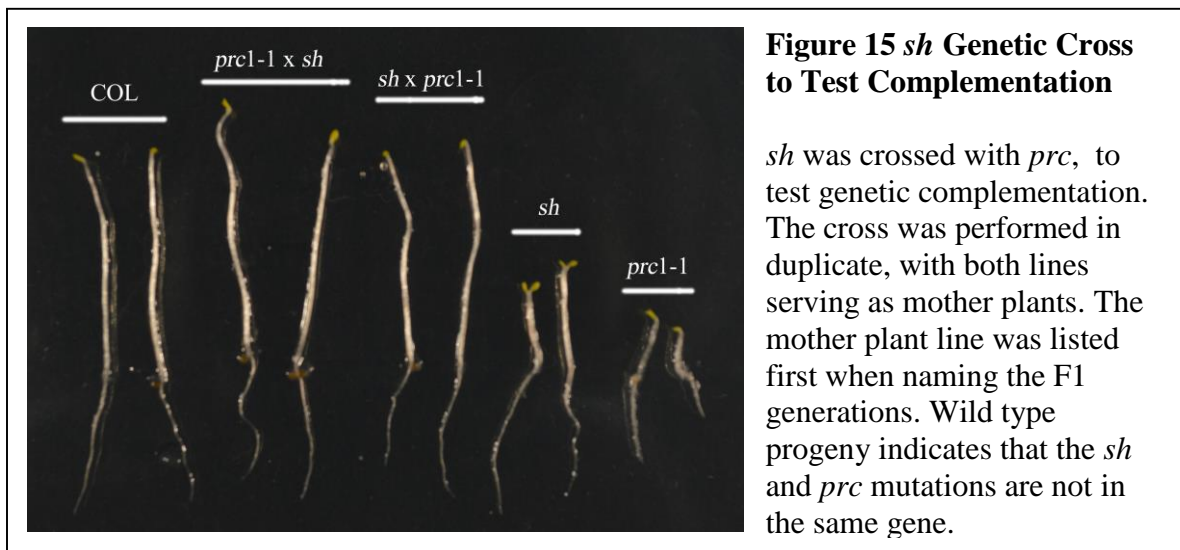 prc1-1 x sh
sh x prc1-1
COL
sh
prc1-1
Figure 15 sh Genetic Cross
to Test Complementation
sh was crossed with prc, to
test genetic complementation.
The cross was performed in
duplicate, with both lines
serving as mother plants. The
mother plant line was listed
first when naming the F1
generations. Wild type
progeny indicates that the sh
and prc mutations are not in
the same gene.